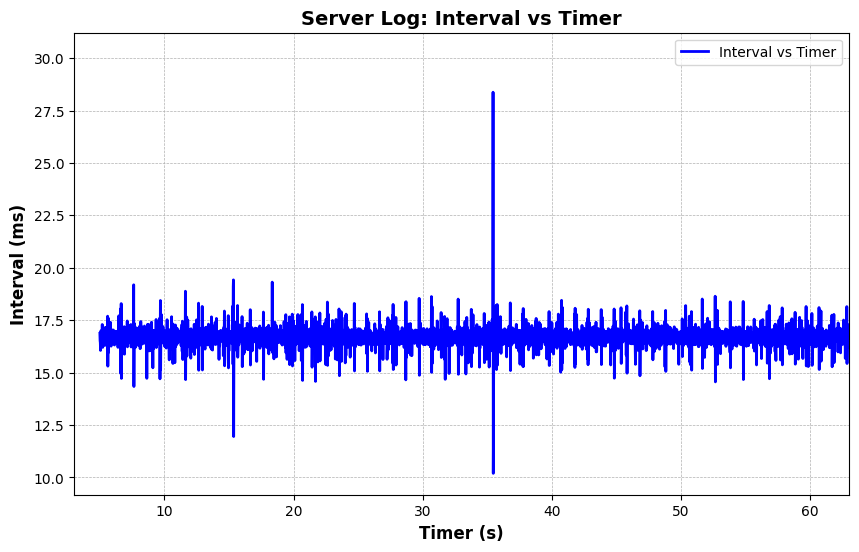 Server Log: Interval vs Timer
Interval vs Timer
30.0
27.5
25.0
22.5
20.0
17.5
15.0
12.5
10.0
Interval (ms)
10 20 30 40 50 60
Timer (s)